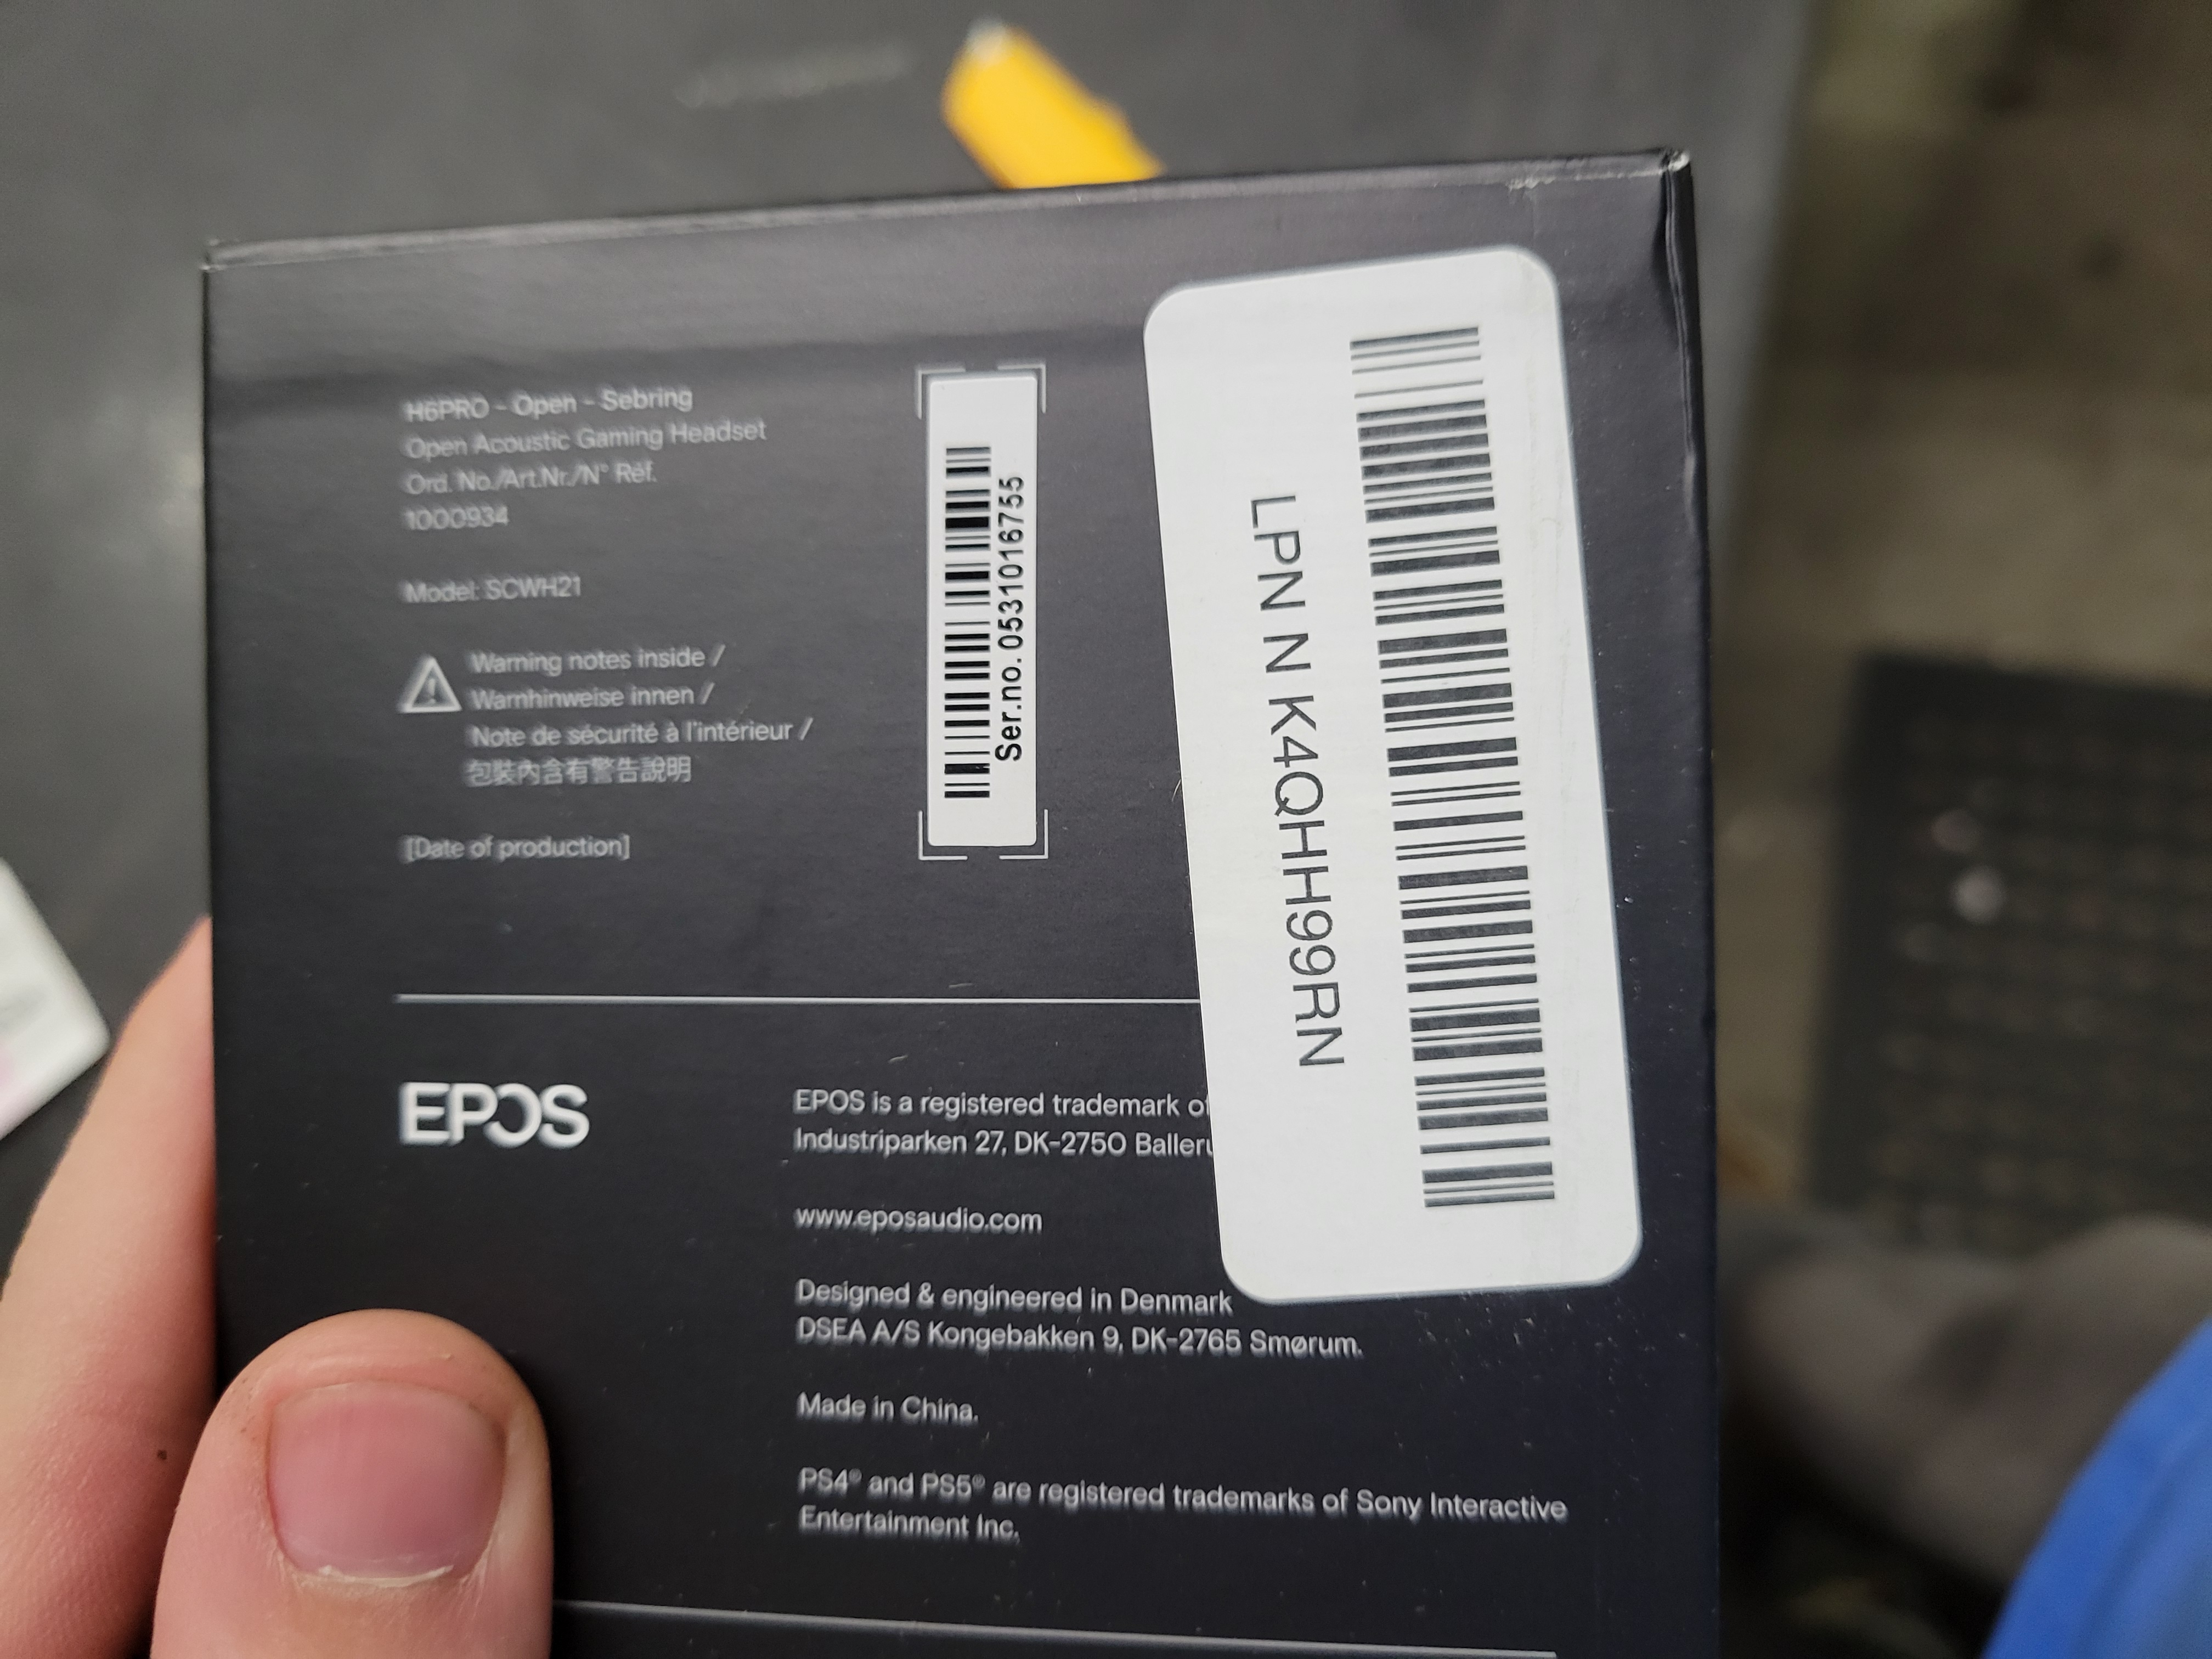 H6PRO - Open - Sebring
Open Acoustic Gaming Headset
Ord. No./Art.Nr./N° Réf.
1000934
Model: SCWH21
Warning notes inside /
Warnhinweise innen /
Note de sécurité à l'intérieur /
包裝內含有警告說明
[Date of production]
Ser.no. 0531016755
LPN N K4QHH99RN
EPOS
EPOS is a registered trademark of
Industriparken 27, DK-2750
www.eposaudio.com
Designed & engineered in Denmark
DSEA A/S Kongebakken 9, DK-2765 Smørum.
Made in China.
PS4® and PS5® are registered trademarks of Sony Interactive
Entertainment Inc.